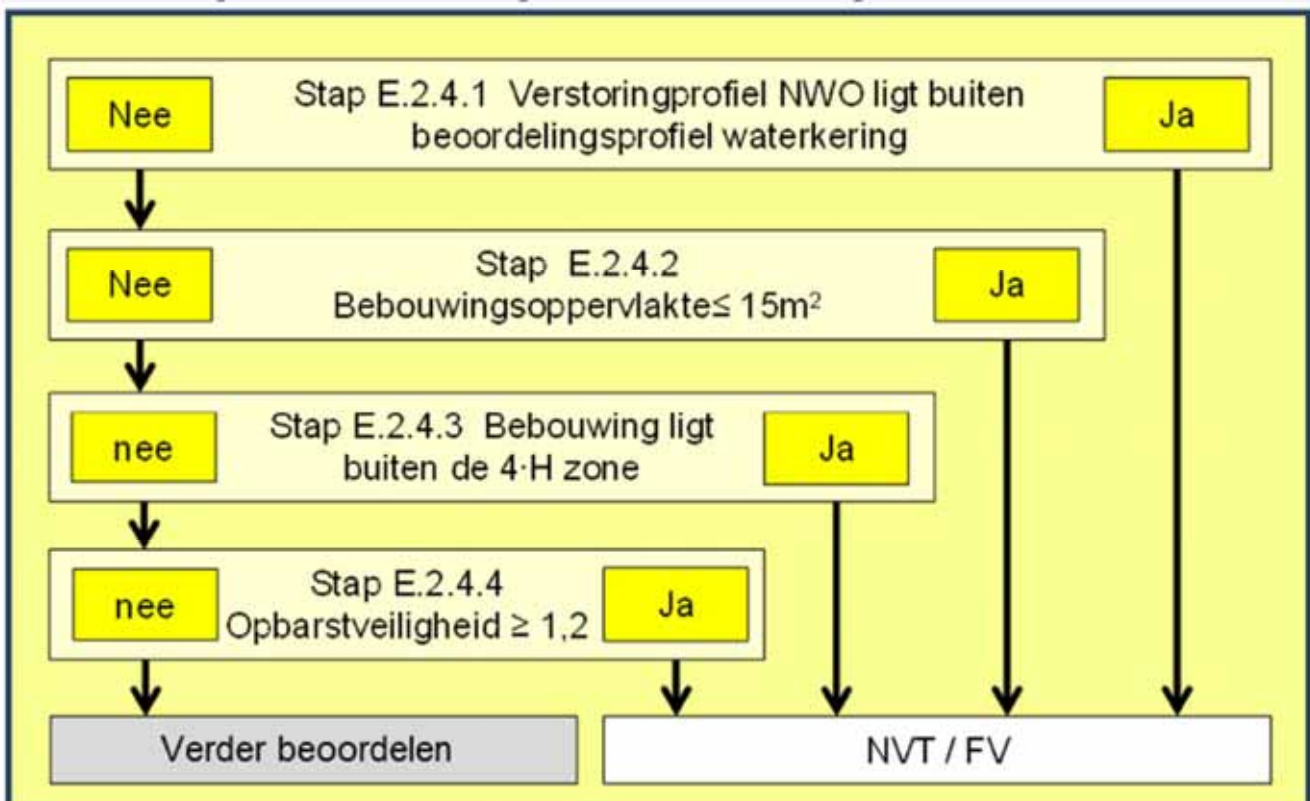 Nee
Stap E.2.4.1 Verstoringprofiel NWO ligt buiten
beoordelingsprofiel waterkering
Ja
Nee
Stap E.2.4.2
Bebouwingsoppervlakte≤ 15m²
Ja
nee
Stap E.2.4.3 Bebouwing ligt
buiten de 4·H zone
Ja
nee
Stap E.2.4.4
Opbarstveiligheid ≥ 1,2
Ja
Verder beoordelen
NVT / FV